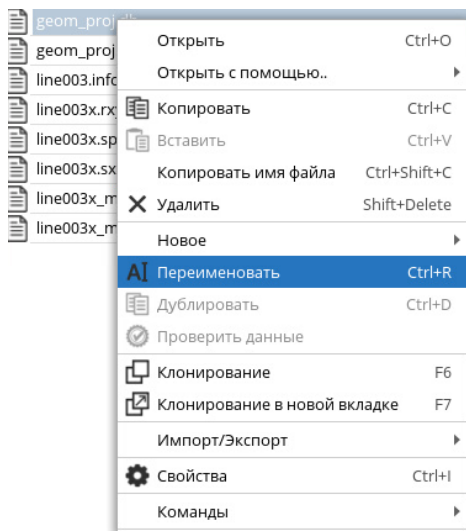 geom_proj.db
Открыть Ctrl+O
geom_proj
Открыть с помощью..
line003.info
line003x.rxy
Копировать Ctrl+C
line003x.sp
Вставить Ctrl+V
line003x.sx
Копировать имя файла Ctrl+Shift+C
line003x_m
Удалить Shift+Delete
line003x_m
Новое
Переименовать Ctrl+R
Дублировать Ctrl+D
Проверить данные
Клонирование F6
Клонирование в новой вкладке F7
Импорт/Экспорт
Свойства Ctrl+I
Команды